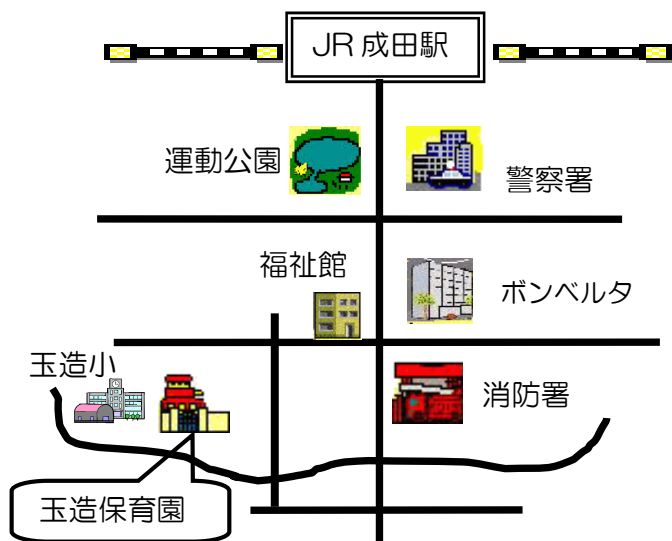 JR成田駅
運動公園
警察署
福祉館
ボンベルタ
玉造小
消防署
玉造保育園